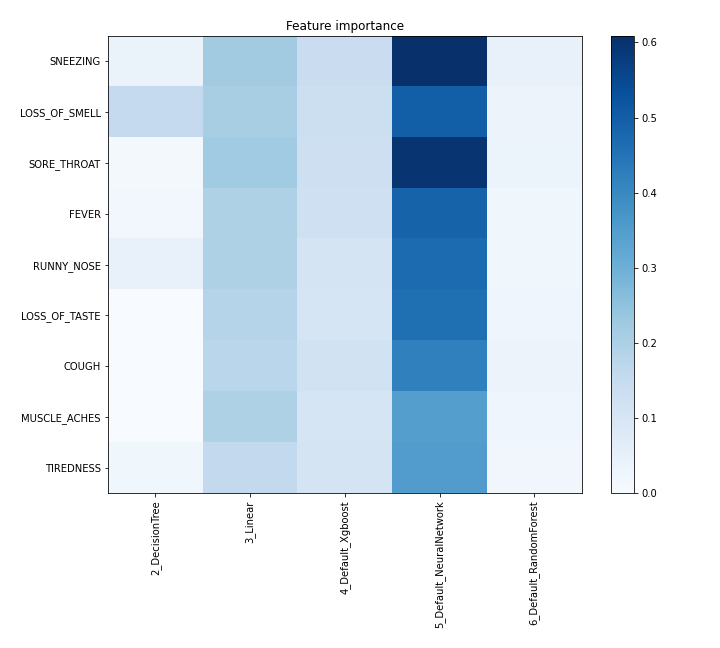 Feature importance
SNEEZING
LOSS_OF_SMELL
SORE_THROAT
FEVER
RUNNY_NOSE
LOSS_OF_TASTE
COUGH
MUSCLE_ACHES
TIREDNESS
2_DecisionTree
3_Linear
4_Default_Xgboost
5_Default_NeuralNetwork
6_Default_RandomForest
0.6
0.5
0.4
0.3
0.2
0.1
0.0